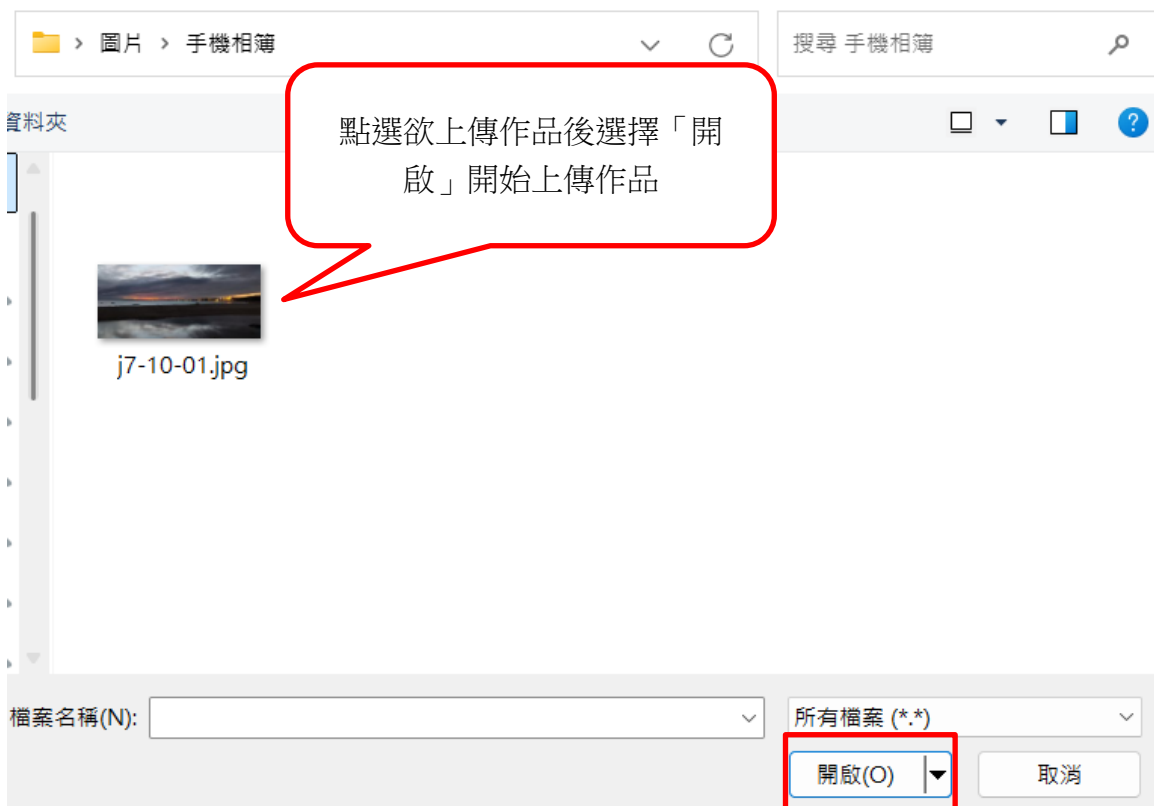 圖片 › 手機相簿
搜尋 手機相簿
資料夾
點選欲上傳作品後選擇「開
啟」開始上傳作品
j7-10-01.jpg
檔案名稱(N):
所有檔案 (*.*)
開啟(O)
取消